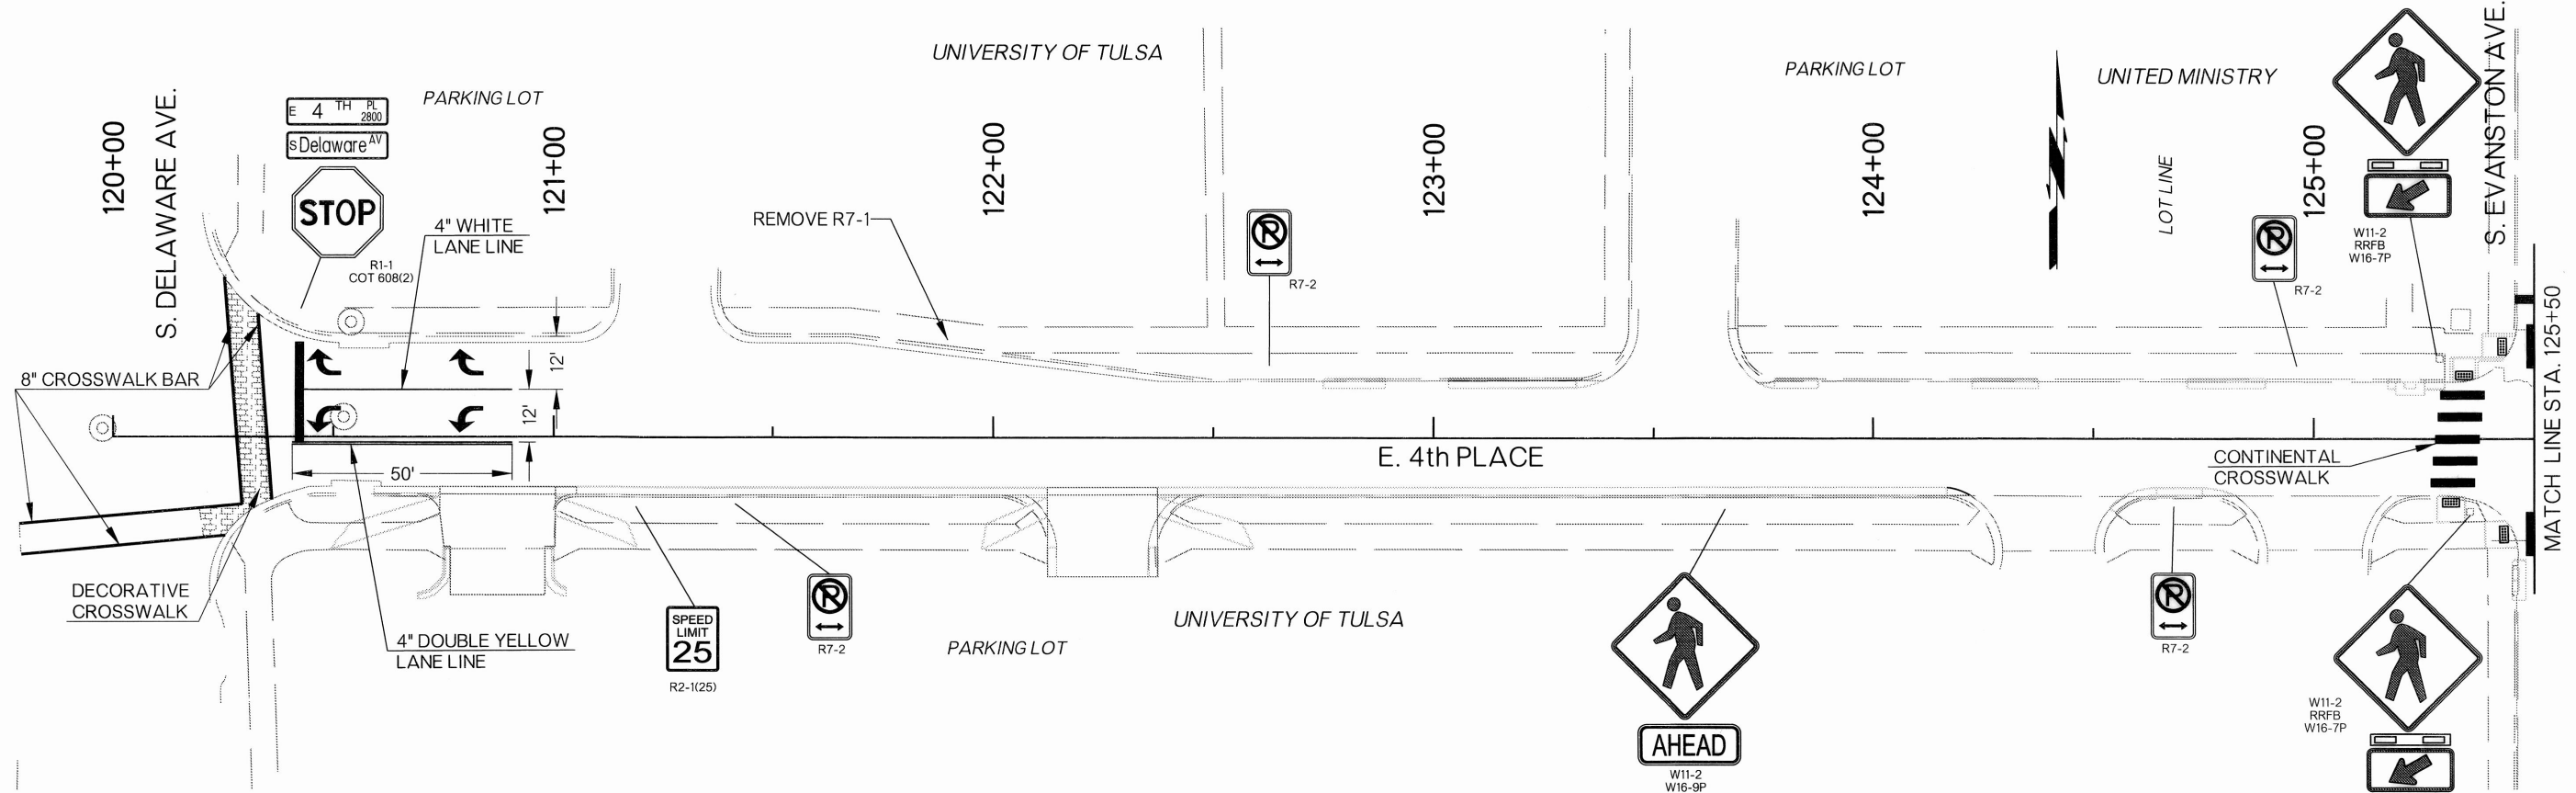 UNIVERSITY OF TULSA
PARKING LOT
UNITED MINISTRY
S. EVANSTON AVE.
E 4 TH PL 2800
S Delaware AV
PARKING LOT
120+00
S. DELAWARE AVE.
121+00
122+00
123+00
124+00
LOT LINE
125+00
N
STOP
R1-1
COT 608(2)
4" WHITE
LANE LINE
REMOVE R7-1
P
R7-2
P
R7-2
W11-2
RRFB
W16-7P
12'
12'
8" CROSSWALK BAR
50'
E. 4th PLACE
CONTINENTAL
CROSSWALK
MATCH LINE STA. 125+50
DECORATIVE
CROSSWALK
4" DOUBLE YELLOW
LANE LINE
SPEED
LIMIT
25
R2-1(25)
P
R7-2
PARKING LOT
UNIVERSITY OF TULSA
AHEAD
W11-2
W16-9P
P
R7-2
W11-2
RRFB
W16-7P